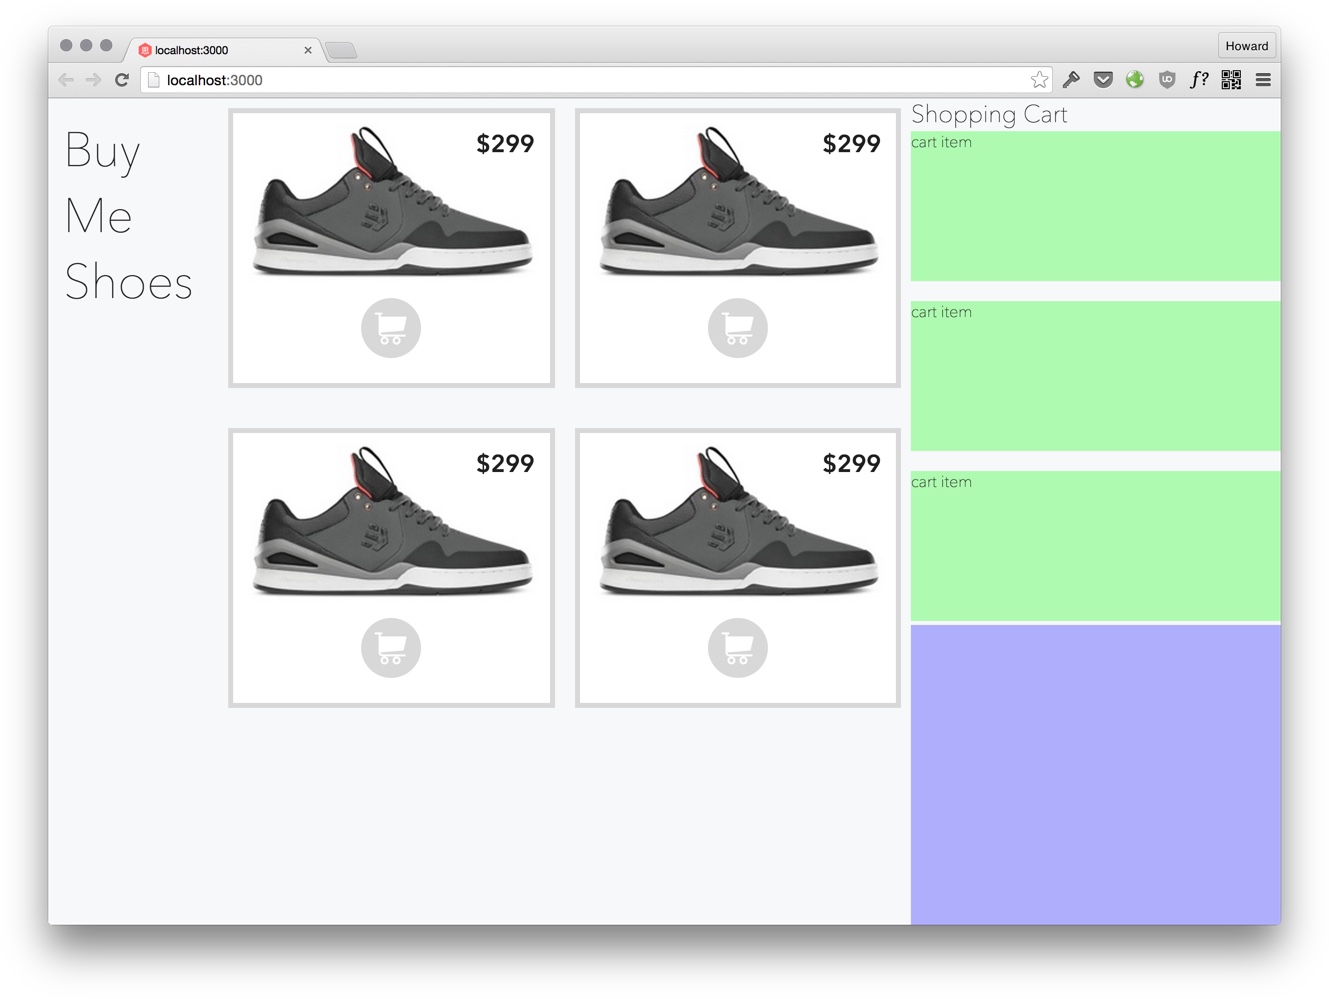 localhost:3000
Howard
localhost:3000
f?
Buy
Me
Shoes
$299
$299
$299
$299
Shopping Cart
cart item
cart item
cart item